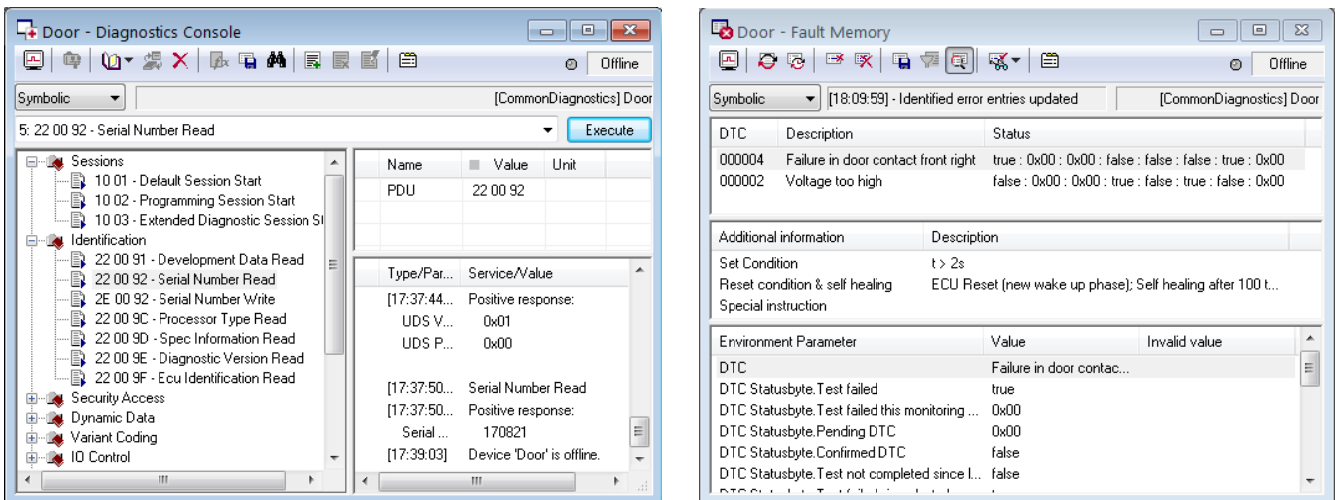 Door - Diagnostics Console
Offline
Symbolic
[CommonDiagnostics] Door
5: 22 00 92 - Serial Number Read
Execute
Sessions
10 01 - Default Session Start
10 02 - Programming Session Start
10 03 - Extended Diagnostic Session
Identification
22 00 91 - Development Data Read
22 00 92 - Serial Number Read
2E 00 92 - Serial Number Write
22 00 9C - Processor Type Read
22 00 9D - Spec Information Read
22 00 9E - Diagnostic Version Read
22 00 9F - Ecu Identification Read
Security Access
Dynamic Data
Variant Coding
IO Control
Name Value Unit
PDU 22 00 92
Type/Par... Service/Value
[17:37:44... Positive response:
UDS V... 0x01
UDS P... 0x00
[17:37:50... Serial Number Read
[17:37:50... Positive response:
Serial ... 170821
[17:39:03] Device 'Door' is offline.
Door - Fault Memory
Offline
Symbolic
[18:09:59] - Identified error entries updated
[CommonDiagnostics] Door
DTC Description Status
000004 Failure in door contact front right true : 0x00 : 0x00 : false : false : false : true : 0x00
000002 Voltage too high false : 0x00 : 0x00 : true : false : true : false : 0x00
Additional information Description
Set Condition t > 2s
Reset condition & self healing ECU Reset (new wake up phase); Self healing after 100 t...
Special instruction
Environment Parameter Value Invalid value
DTC Failure in door contac...
DTC Statusbyte.Test failed true
DTC Statusbyte.Test failed this monitoring ... 0x00
DTC Statusbyte.Pending DTC 0x00
DTC Statusbyte.Confirmed DTC false
DTC Statusbyte.Test not completed since l... false